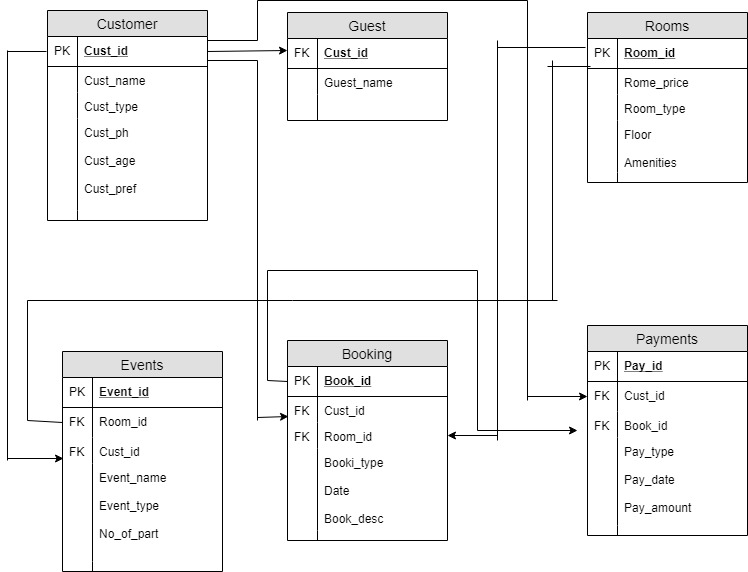 Customer
PK Cust_id
Cust_name
Cust_type
Cust_ph
Cust_age
Cust_pref
Guest
FK Cust_id
Guest_name
Rooms
PK Room_id
Rome_price
Room_type
Floor
Amenities
Events
PK Event_id
FK Room_id
FK Cust_id
Event_name
Event_type
No_of_part
Booking
PK Book_id
FK Cust_id
FK Room_id
Booki_type
Date
Book_desc
Payments
PK Pay_id
FK Cust_id
FK Book_id
Pay_type
Pay_date
Pay_amount